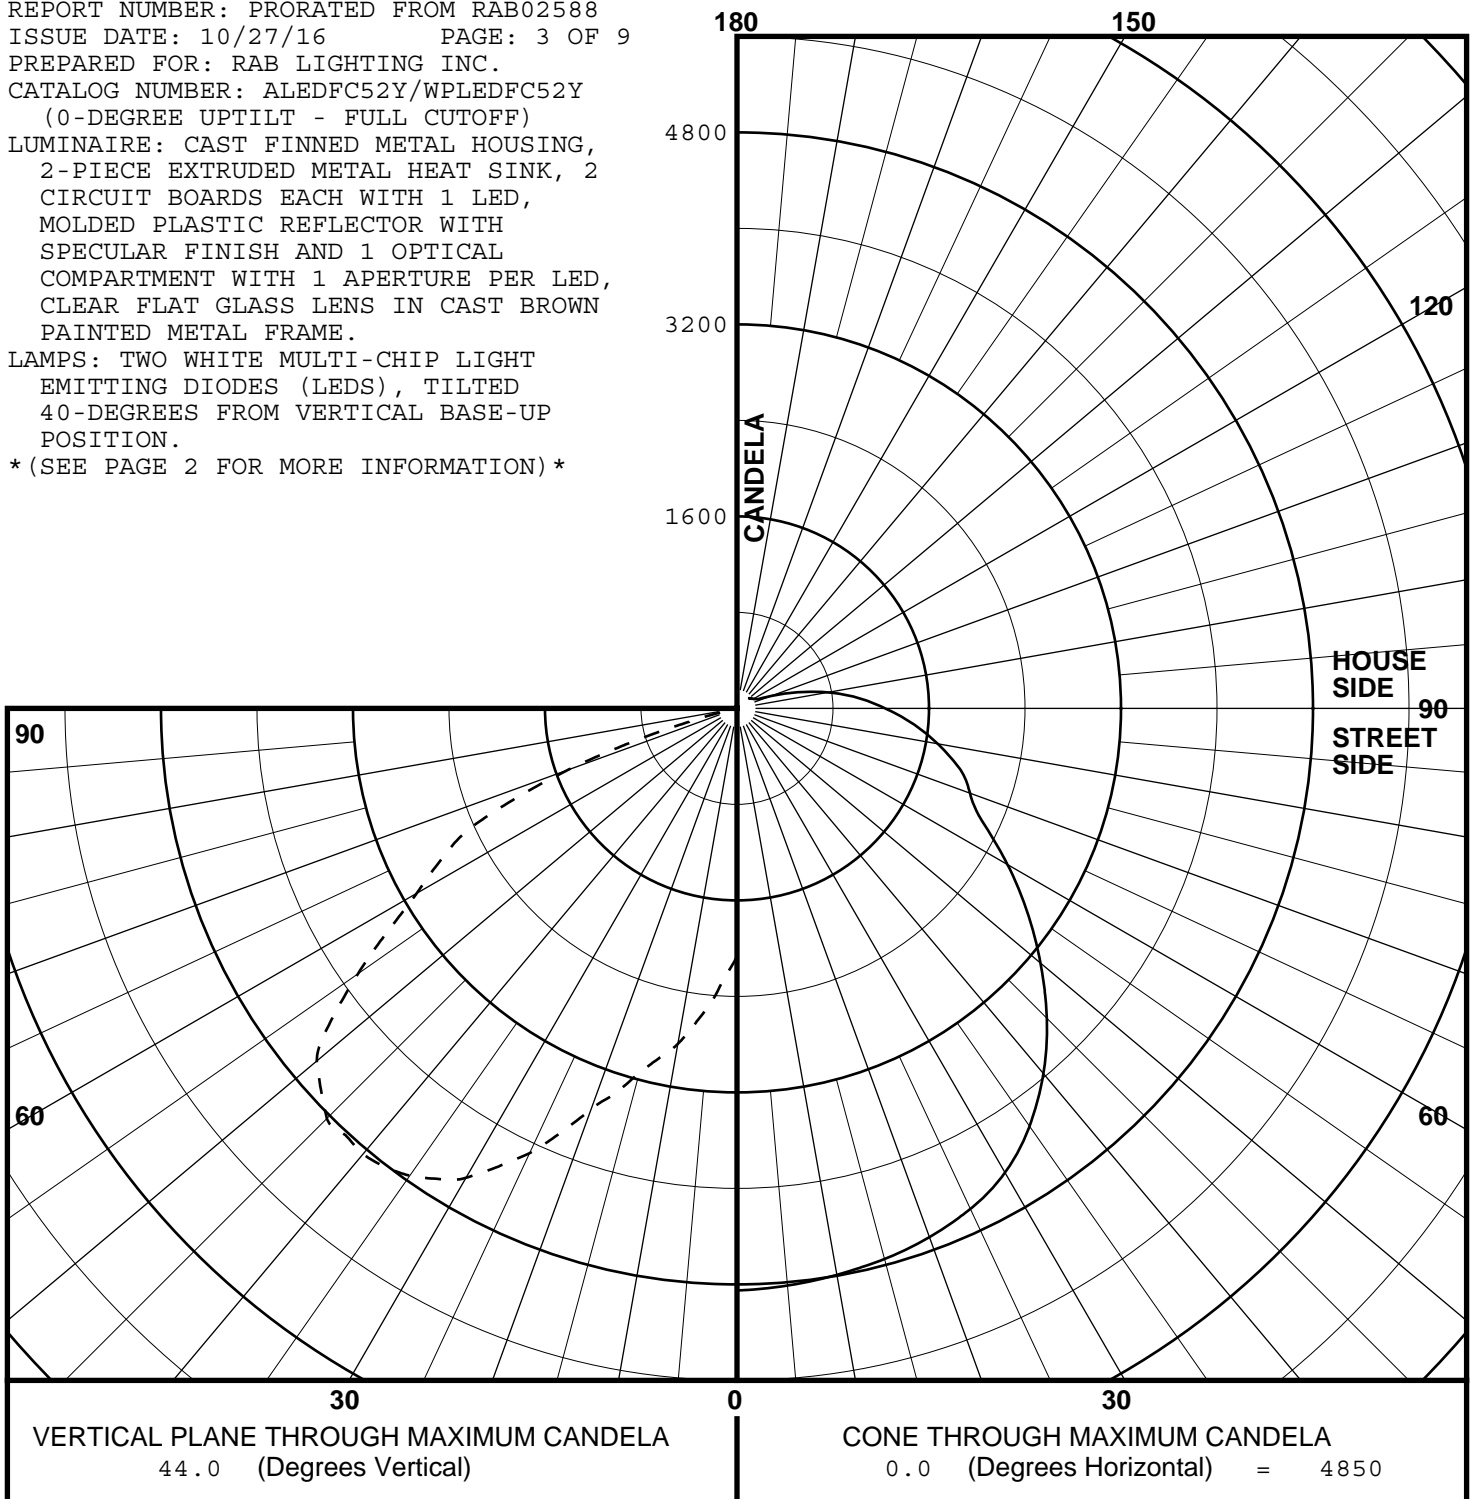 REPORT NUMBER: PRORATED FROM RAB02588
ISSUE DATE: 10/27/16 PAGE: 3 OF 9
PREPARED FOR: RAB LIGHTING INC.
CATALOG NUMBER: ALEDFC52Y/WPLEDFC52Y
(0-DEGREE UPTILT - FULL CUTOFF)
LUMINAIRE: CAST FINNED METAL HOUSING,
2-PIECE EXTRUDED METAL HEAT SINK, 2
CIRCUIT BOARDS EACH WITH 1 LED,
MOLDED PLASTIC REFLECTOR WITH
SPECULAR FINISH AND 1 OPTICAL
COMPARTMENT WITH 1 APERTURE PER LED,
CLEAR FLAT GLASS LENS IN CAST BROWN
PAINTED METAL FRAME.
LAMPS: TWO WHITE MULTI-CHIP LIGHT
EMITTING DIODES (LEDS), TILTED
40-DEGREES FROM VERTICAL BASE-UP
POSITION.
*(SEE PAGE 2 FOR MORE INFORMATION)*
180
150
4800
3200
1600
CANDELA
120
HOUSE
SIDE
90
STREET
SIDE
90
60
60
30
0
30
VERTICAL PLANE THROUGH MAXIMUM CANDELA
44.0 (Degrees Vertical)
CONE THROUGH MAXIMUM CANDELA
0.0 (Degrees Horizontal) = 4850